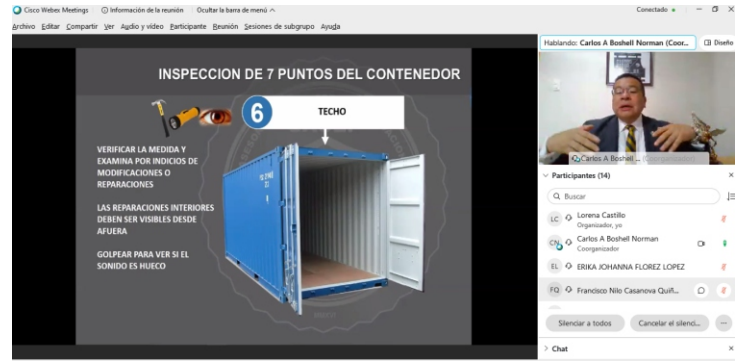 Cisco Webex Meetings
Información de la reunión
Ocultar la barra de menú
Conectado
Archivo Editar Compartir Ver Audio y vídeo Participante Reunión Sesiones de subgrupo Ayuda
Hablando: Carlos A Boshell Norman (Coor...
Diseño
INSPECCION DE 7 PUNTOS DEL CONTENEDOR
6
TECHO
VERIFICAR LA MEDIDA Y
EXAMINA POR INDICIOS DE
MODIFICACIONES O
REPARACIONES
LAS REPARACIONES INTERIORES
DEBEN SER VISIBLES DESDE
AFUERA
GOLPEAR PARA VER SI EL
SONIDO ES HUECO
Carlos A Boshell ... (Coorganizador)
Participantes (14)
Buscar
LC
Lorena Castillo
Organizador, yo
CN
Carlos A Boshell Norman
Coorganizador
EL
ERIKA JOHANNA FLOREZ LOPEZ
FQ
Francisco Nilo Casanova Quiñ...
Silenciar a todos
Cancelar el silenci...
Chat